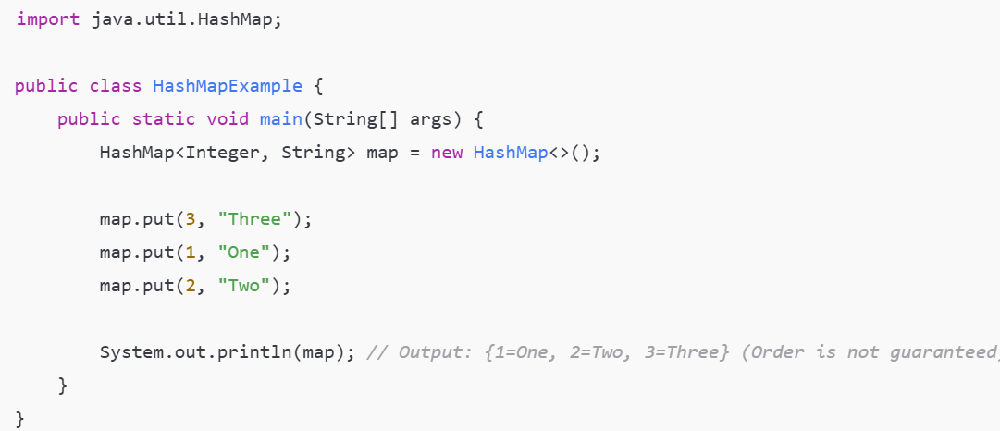 import java.util.HashMap;
public class HashMapExample {
    public static void main(String[] args) {
        HashMap<Integer, String> map = new HashMap<>();
        map.put(3, "Three");
        map.put(1, "One");
        map.put(2, "Two");
        System.out.println(map); // Output: {1=One, 2=Two, 3=Three} (Order is not guaranteed)
    }
}